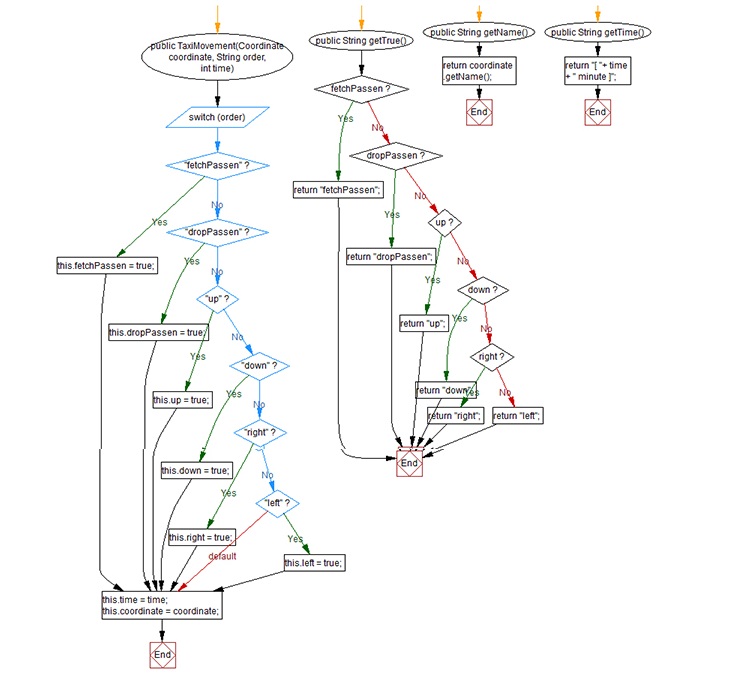 public TaxiMovement(Coordinate
coordinate, String order,
int time)
switch (order)
"fetchPassen" ?
No
Yes
"dropPassen" ?
this.fetchPassen = true;
Yes
No
"up" ?
this.dropPassen = true;
No
Yes
"down" ?
this.up = true;
Yes
No
"right" ?
this.down = true;
No
Yes
"left" ?
this.right = true;
Yes
default
this.left = true;
this.time = time;
this.coordinate = coordinate;
End
public String getTrue()
fetchPassen ?
Yes
No
dropPassen ?
return "fetchPassen";
No
Yes
up ?
return "dropPassen";
No
Yes
down ?
return "up";
Yes
No
right ?
return "down";
Yes
No
return "right";
return "left";
End
public String getName()
return coordinate
.getName();
End
public String getTime()
return "[ "+ time
+ " minute ]";
End